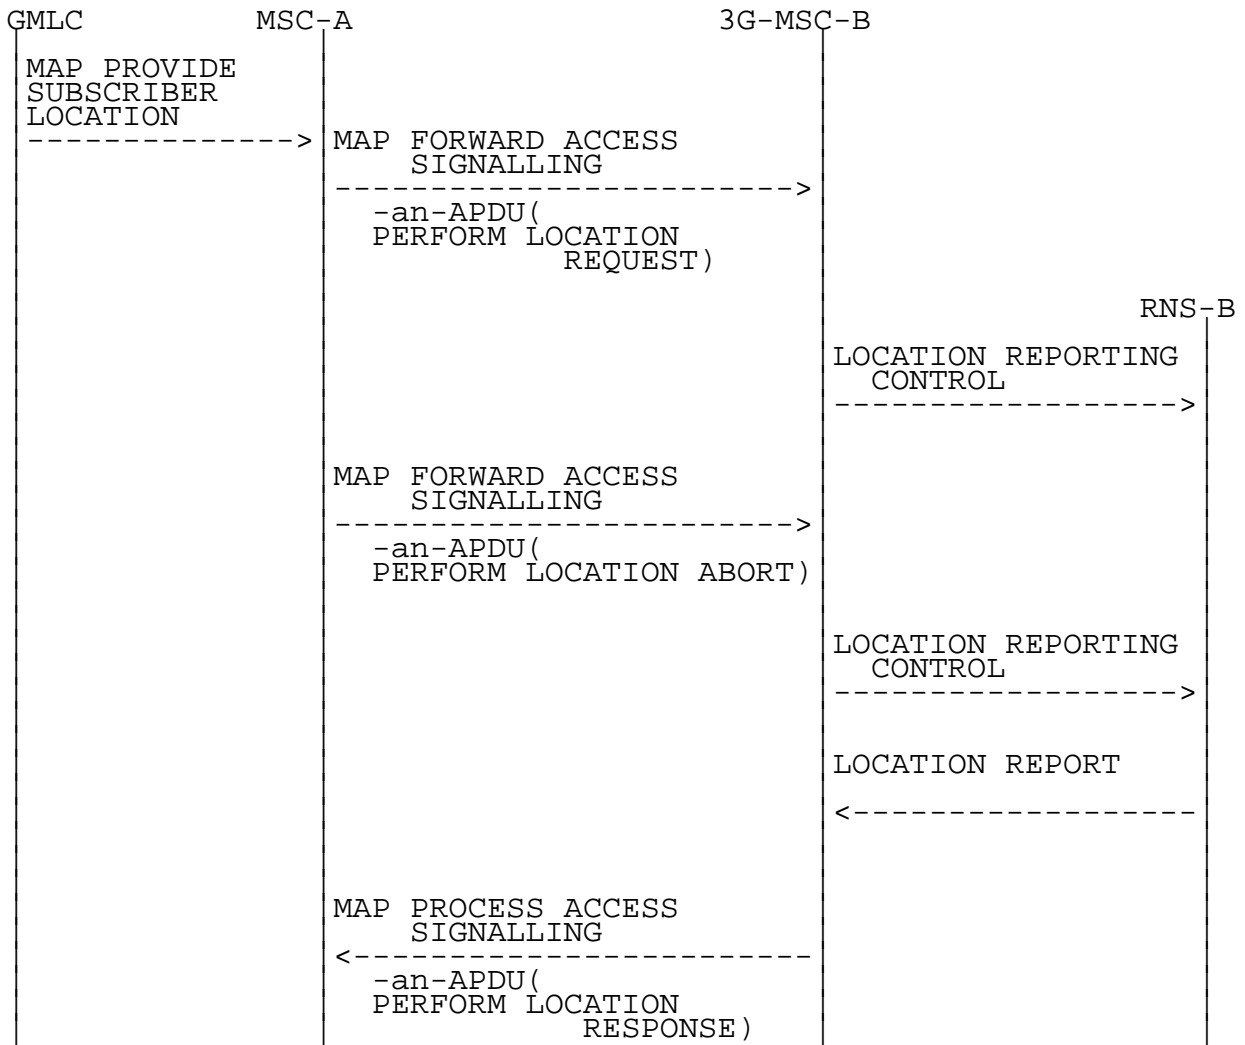 GMLC MSC-A 3G-MSC-B
MAP PROVIDE
SUBSCRIBER
LOCATION
--------------> MAP FORWARD ACCESS
SIGNALLING
------------------------>
-an-APDU(
PERFORM LOCATION
REQUEST)
RNS-B
LOCATION REPORTING
CONTROL
------------------>
MAP FORWARD ACCESS
SIGNALLING
------------------------>
-an-APDU(
PERFORM LOCATION ABORT)
LOCATION REPORTING
CONTROL
------------------>
LOCATION REPORT
<------------------
MAP PROCESS ACCESS
SIGNALLING
<------------------------
-an-APDU(
PERFORM LOCATION
RESPONSE)